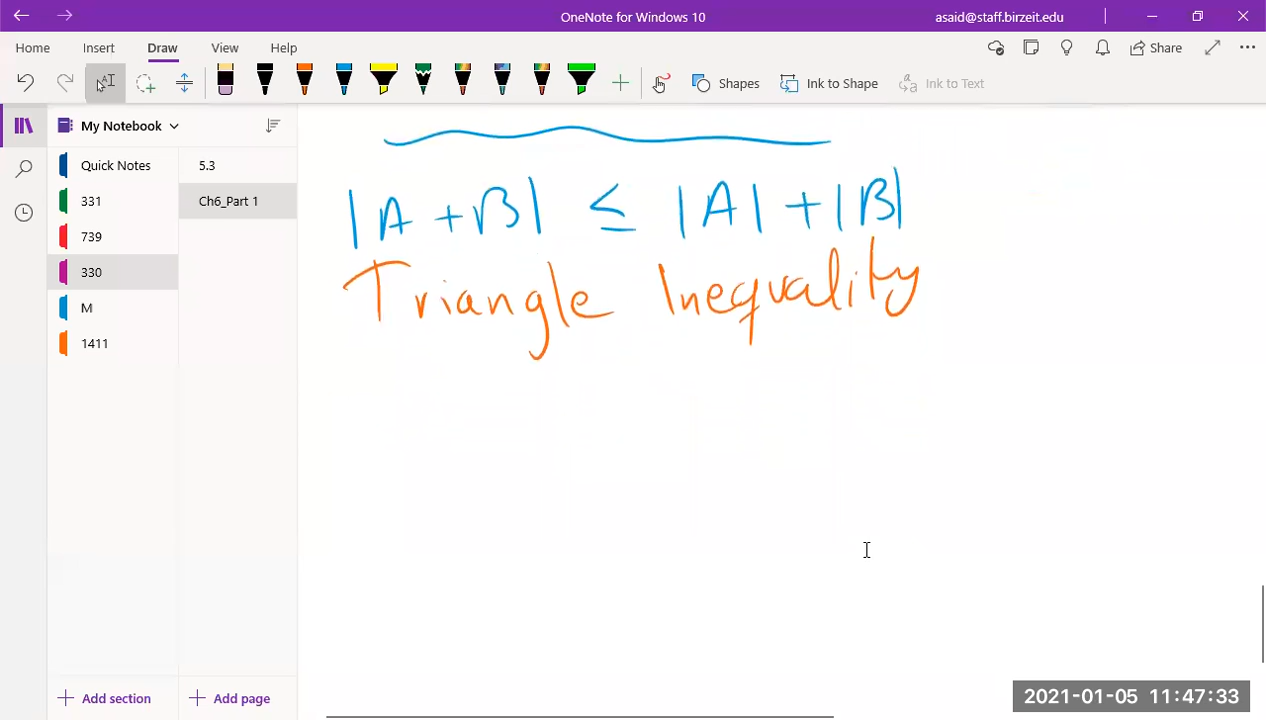 OneNote for Windows 10
asaid@staff.birzeit.edu
Home Insert Draw View Help
Share
Shapes
Ink to Shape
Ink to Text
My Notebook
Quick Notes
331
739
330
M
1411
5.3
Ch6_Part 1
|A + B| ≤ |A| + |B|
Triangle Inequality
Add section
Add page
2021-01-05 11:47:33